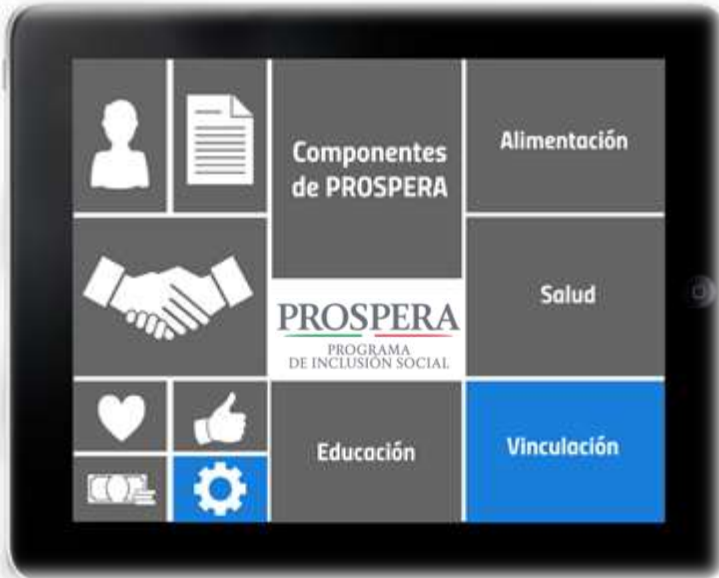 Componentes
de PROSPERA
Alimentación
Salud
PROSPERA
PROGRAMA
DE INCLUSIÓN SOCIAL
Educación
Vinculación